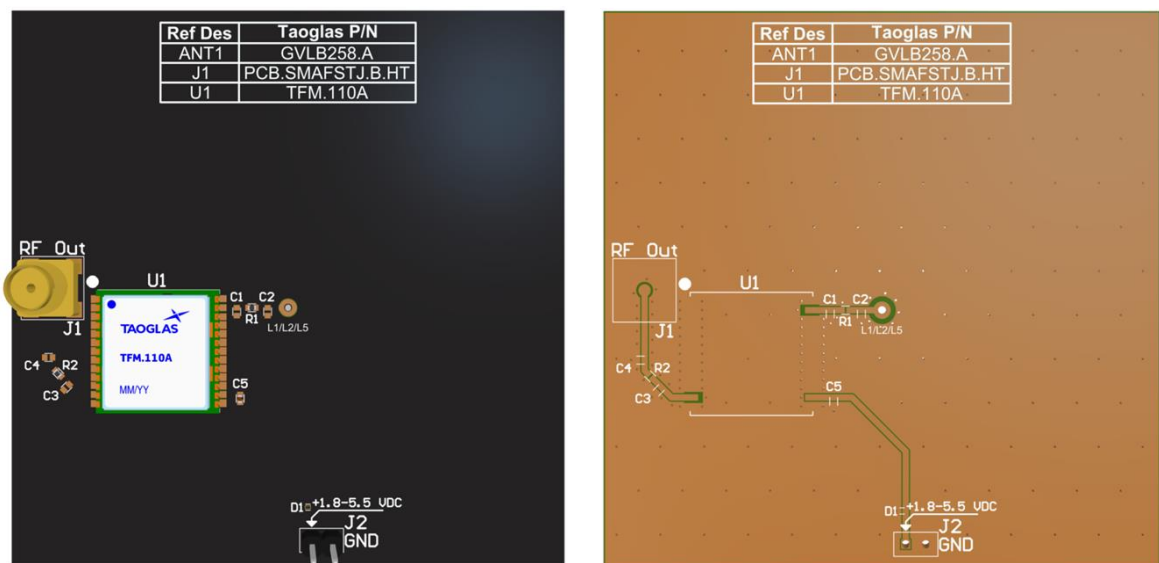 Ref Des Taoglas P/N
ANT1 GVLB258.A
J1 PCB.SMAFSTJ.B.HT
U1 TFM.110A
RF Out
U1
J1
C1 C2
R1
L1/L2/L5
TAOGLAS
TFM.110A
MM/YY
C4 R2
C3
C5
D1 +1.8-5.5 VDC
J2
GND
Ref Des Taoglas P/N
ANT1 GVLB258.A
J1 PCB.SMAFSTJ.B.HT
U1 TFM.110A
RF Out
U1
J1
C1 C2
R1
L1/L2/L5
C4 R2
C3
C5
D1 +1.8-5.5 VDC
J2
GND